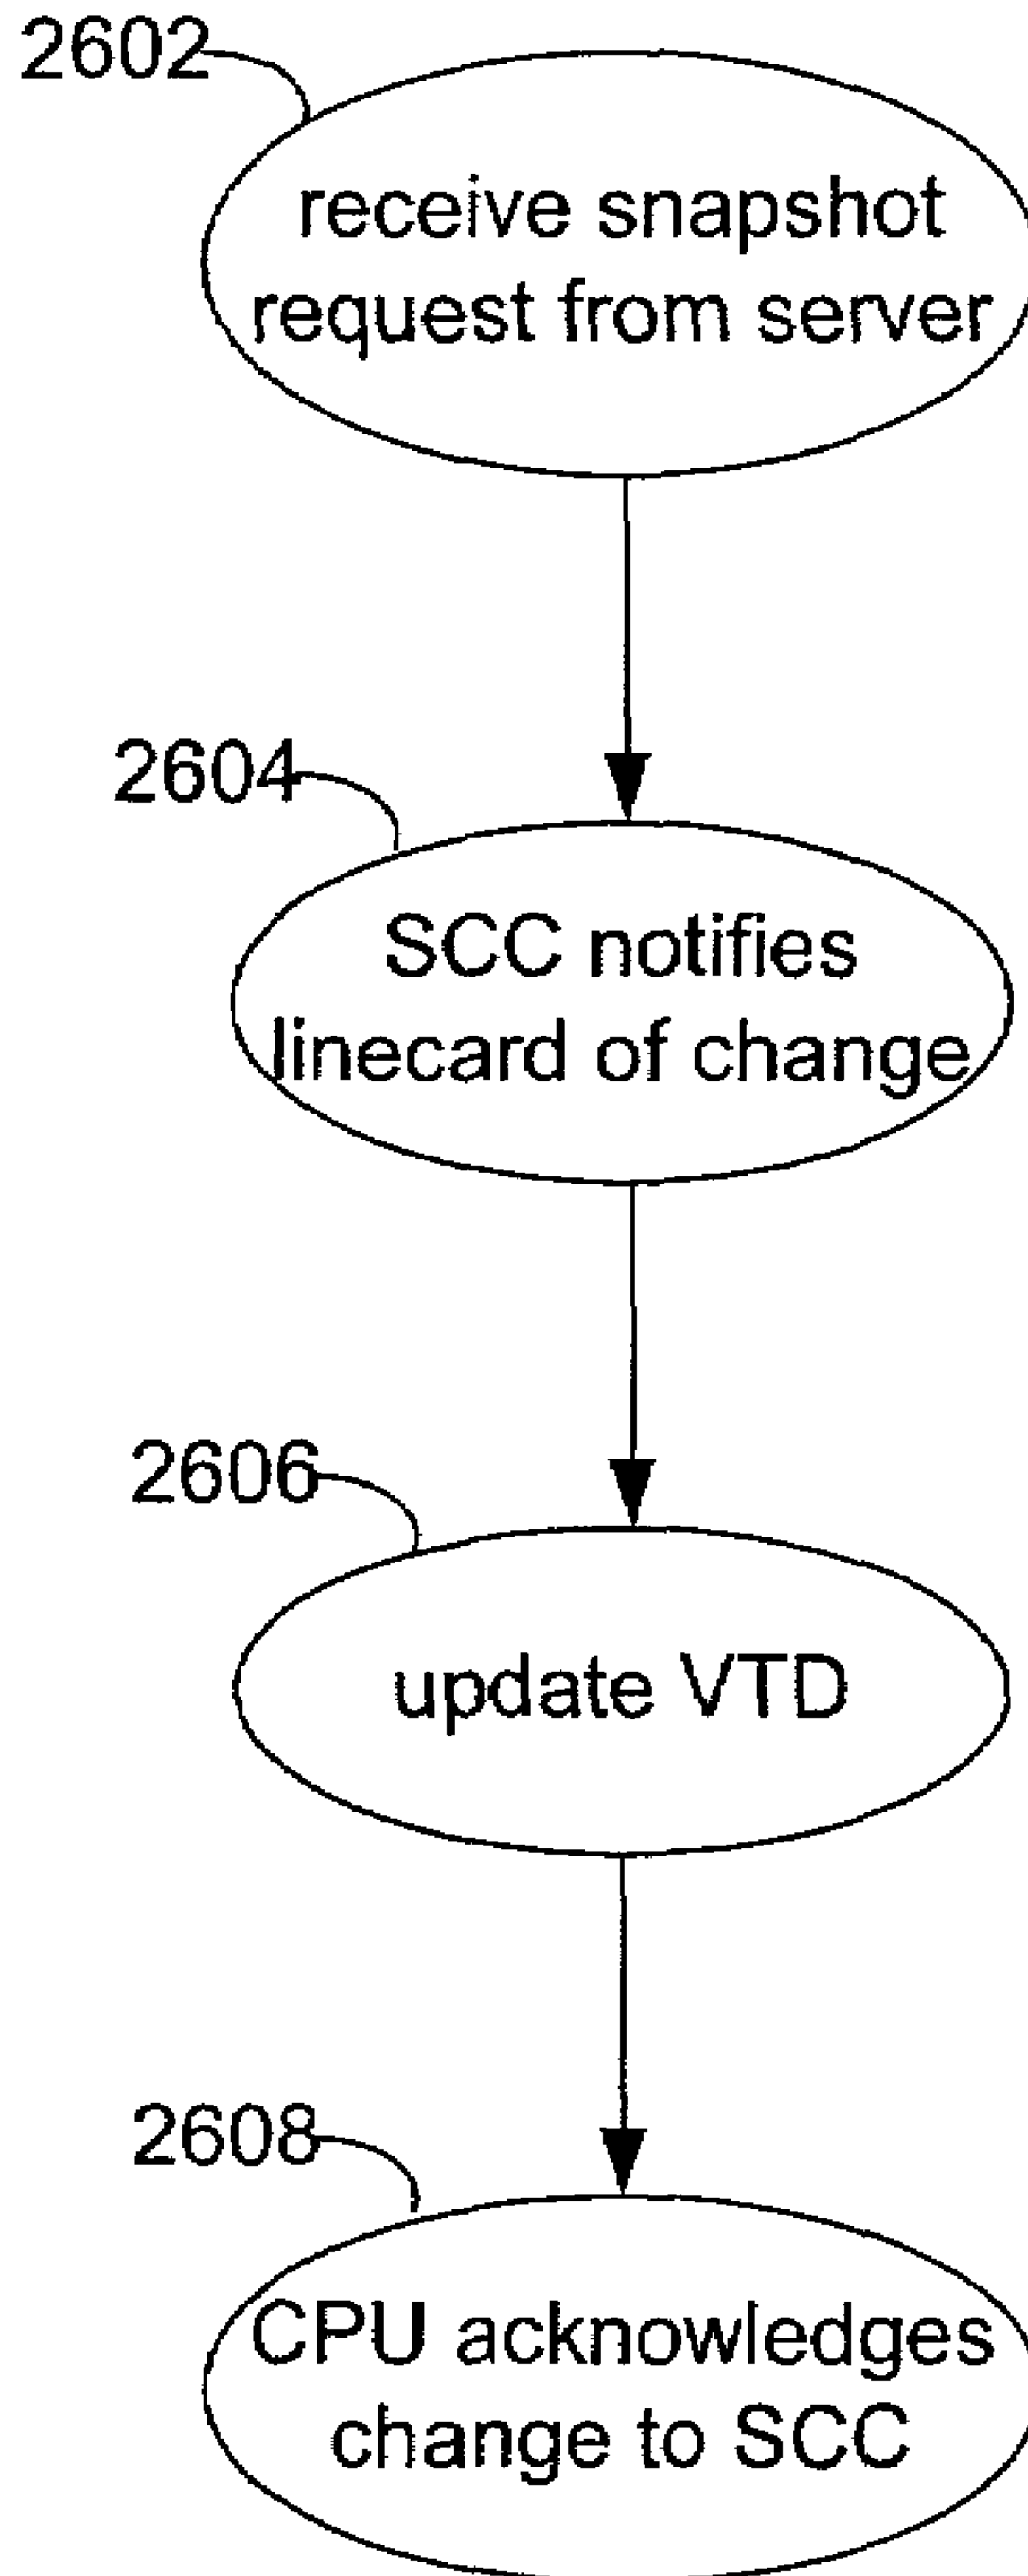 2602
receive snapshot
request from server
2604
SCC notifies
linecard of change
2606
update VTD
2608
CPU acknowledges
change to SCC